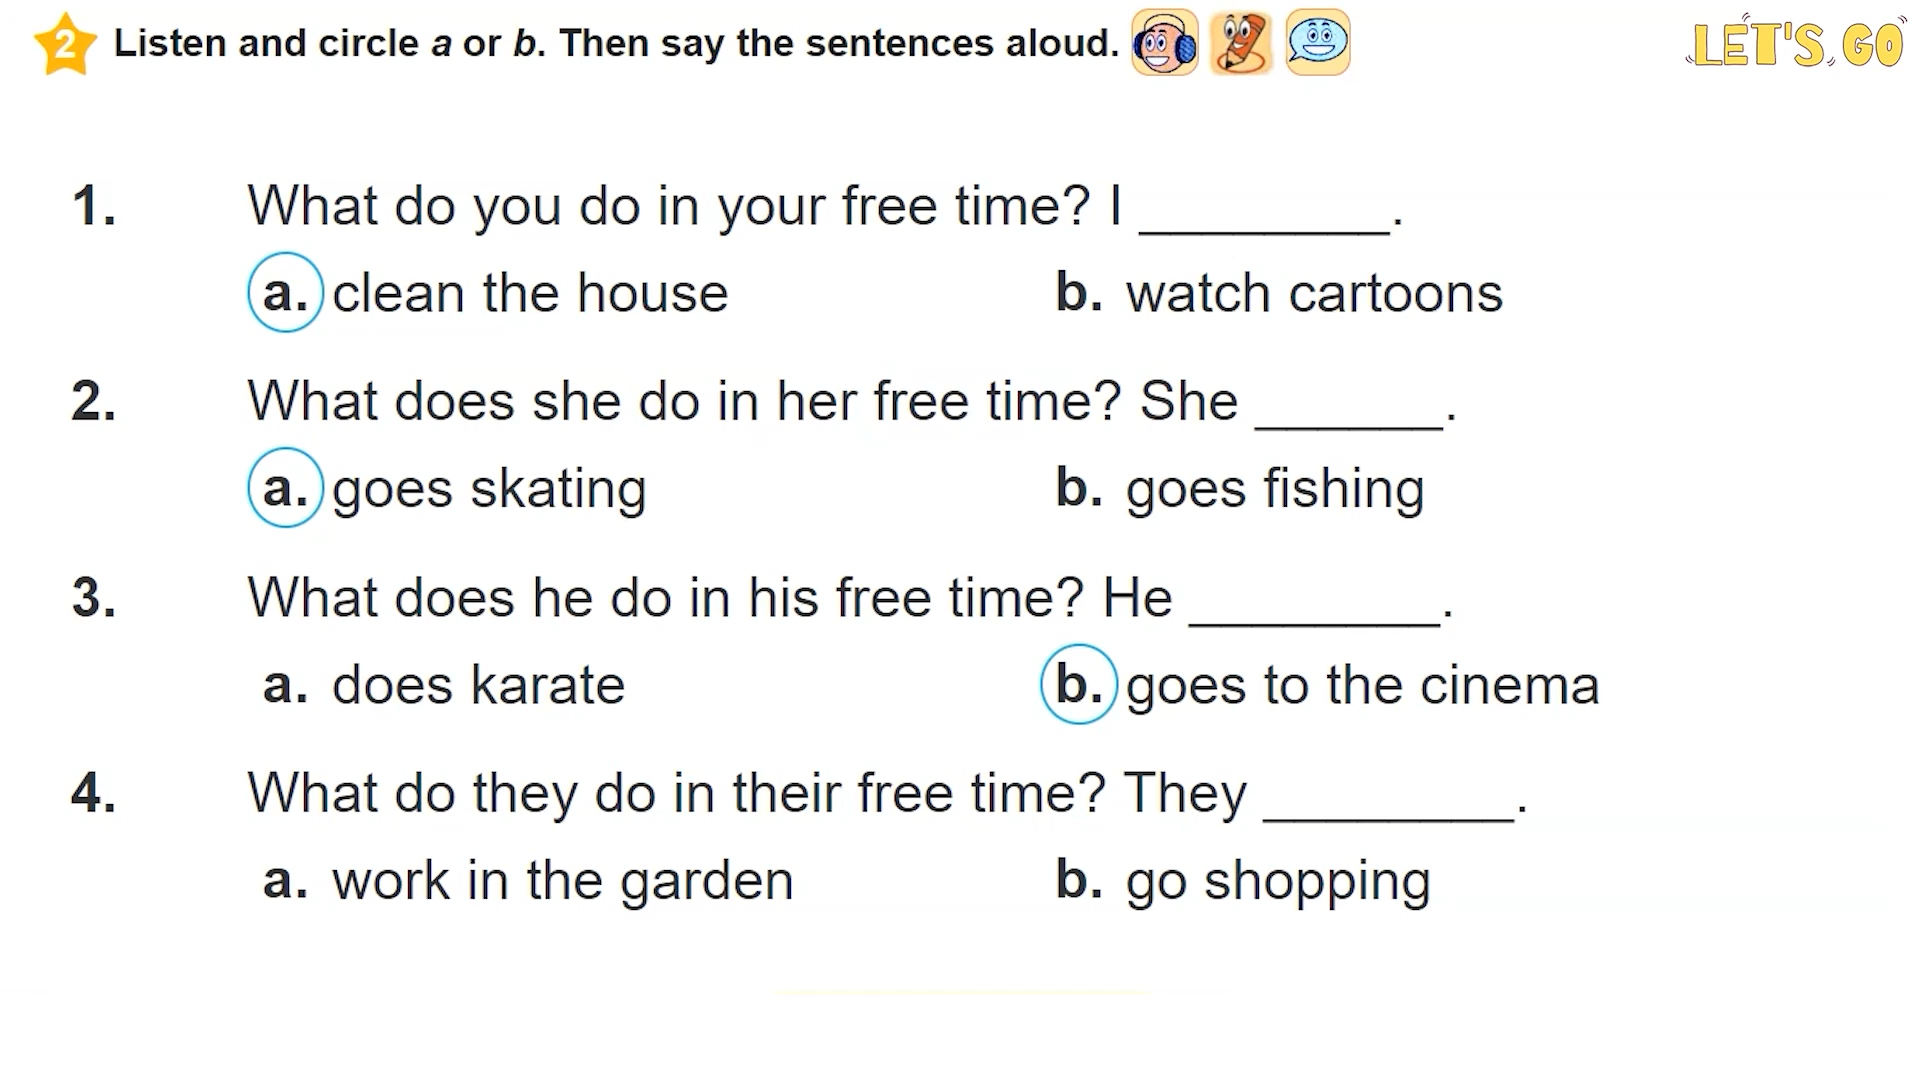 2 Listen and circle a or b. Then say the sentences aloud.
LET'S GO
1. What do you do in your free time? I ________.
a. clean the house b. watch cartoons
2. What does she do in her free time? She ______.
a. goes skating b. goes fishing
3. What does he do in his free time? He ________.
a. does karate b. goes to the cinema
4. What do they do in their free time? They ________.
a. work in the garden b. go shopping